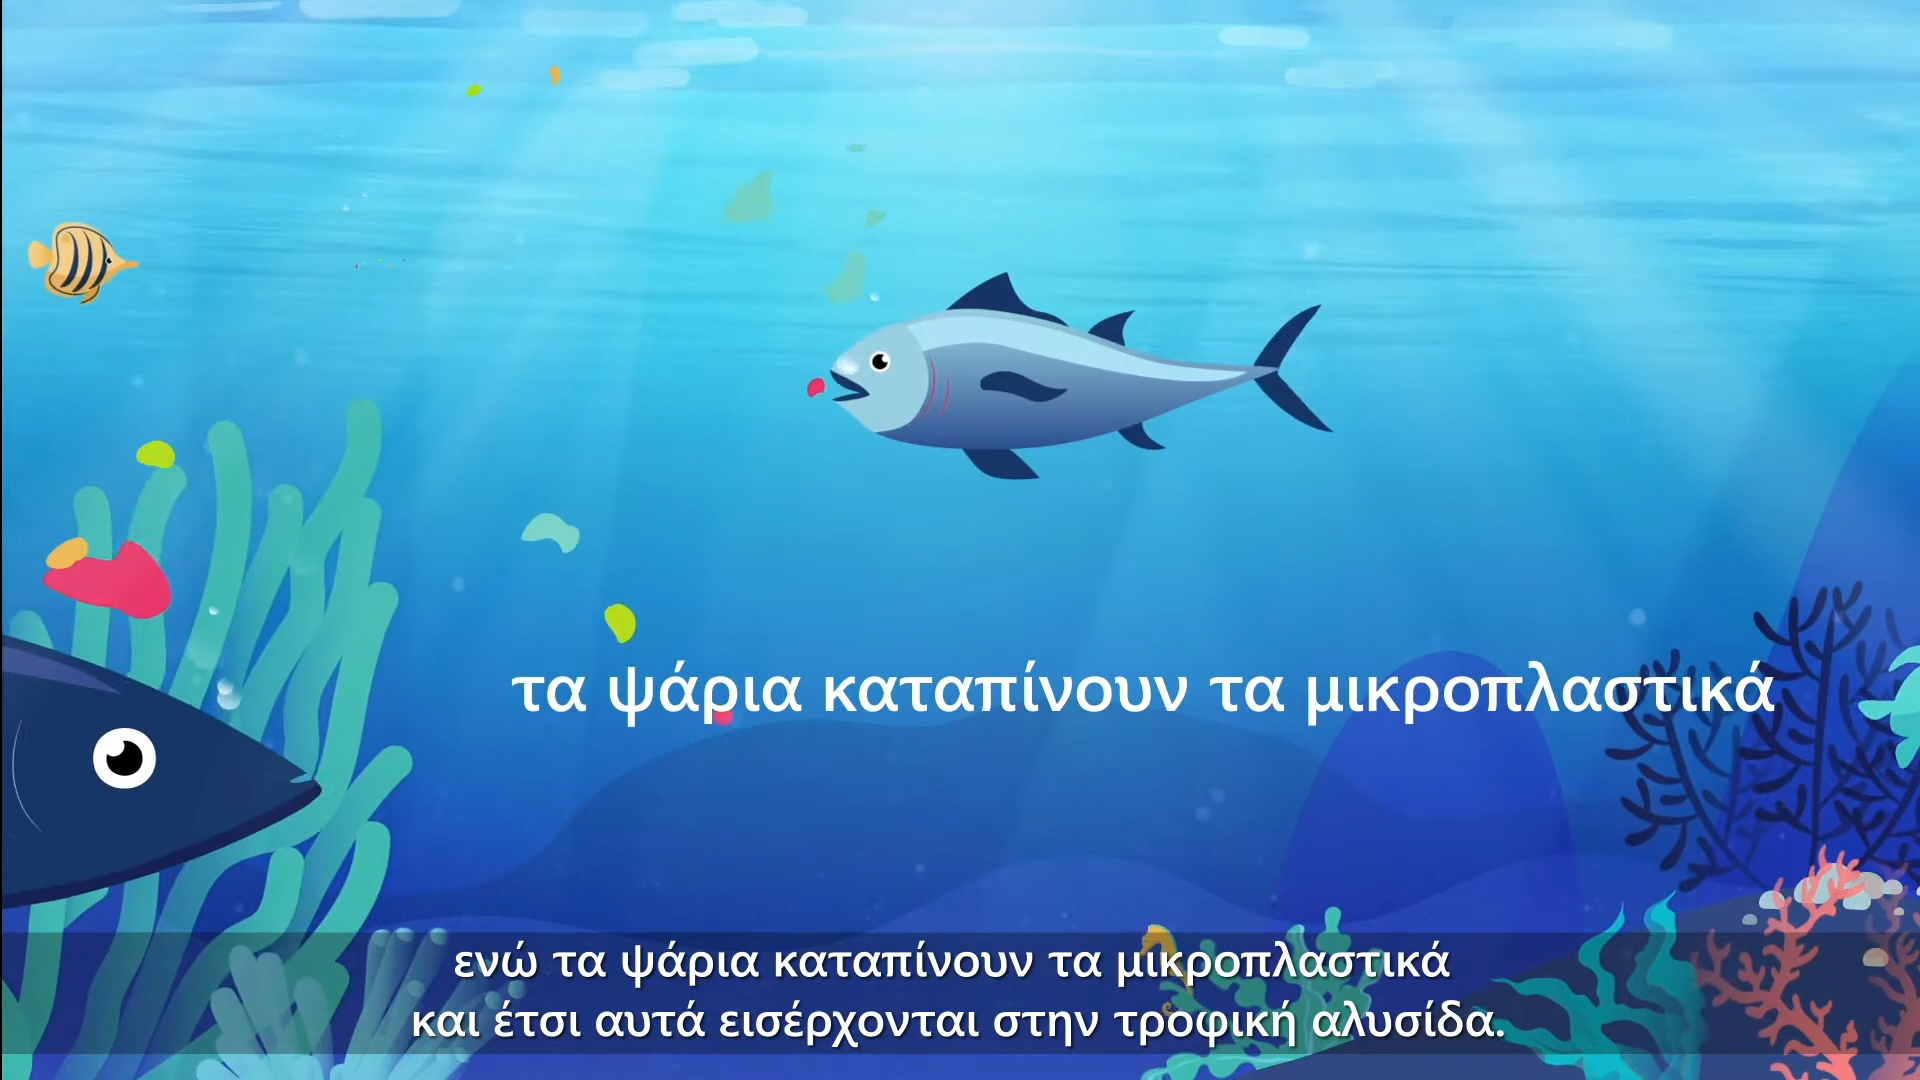 τα ψάρια καταπίνουν τα μικροπλαστικά
ενώ τα ψάρια καταπίνουν τα μικροπλαστικά
και έτσι αυτά εισέρχονται στην τροφική αλυσίδα.